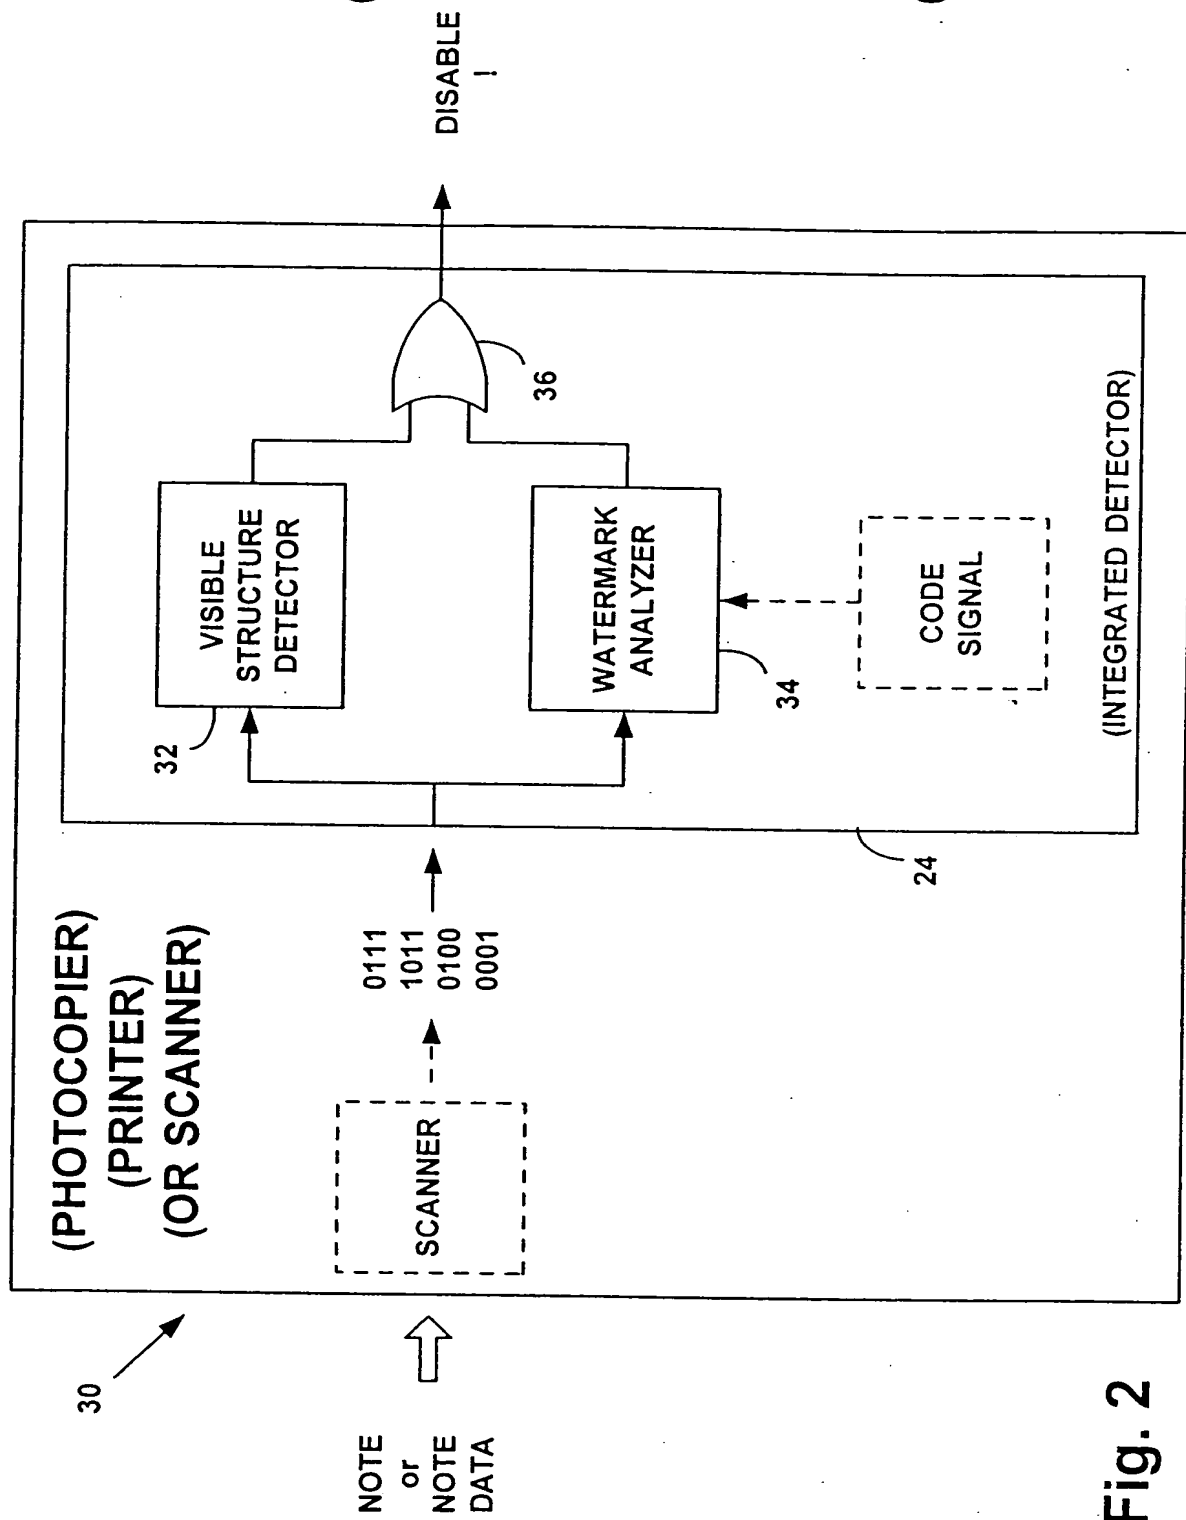 30
(PHOTOCOPIER)
(PRINTER)
(OR SCANNER)
NOTE
or
NOTE
DATA
SCANNER
0111
1011
0100
0001
32
VISIBLE
STRUCTURE
DETECTOR
WATERMARK
ANALYZER
34
CODE
SIGNAL
36
24
(INTEGRATED DETECTOR)
DISABLE
!
Fig. 2